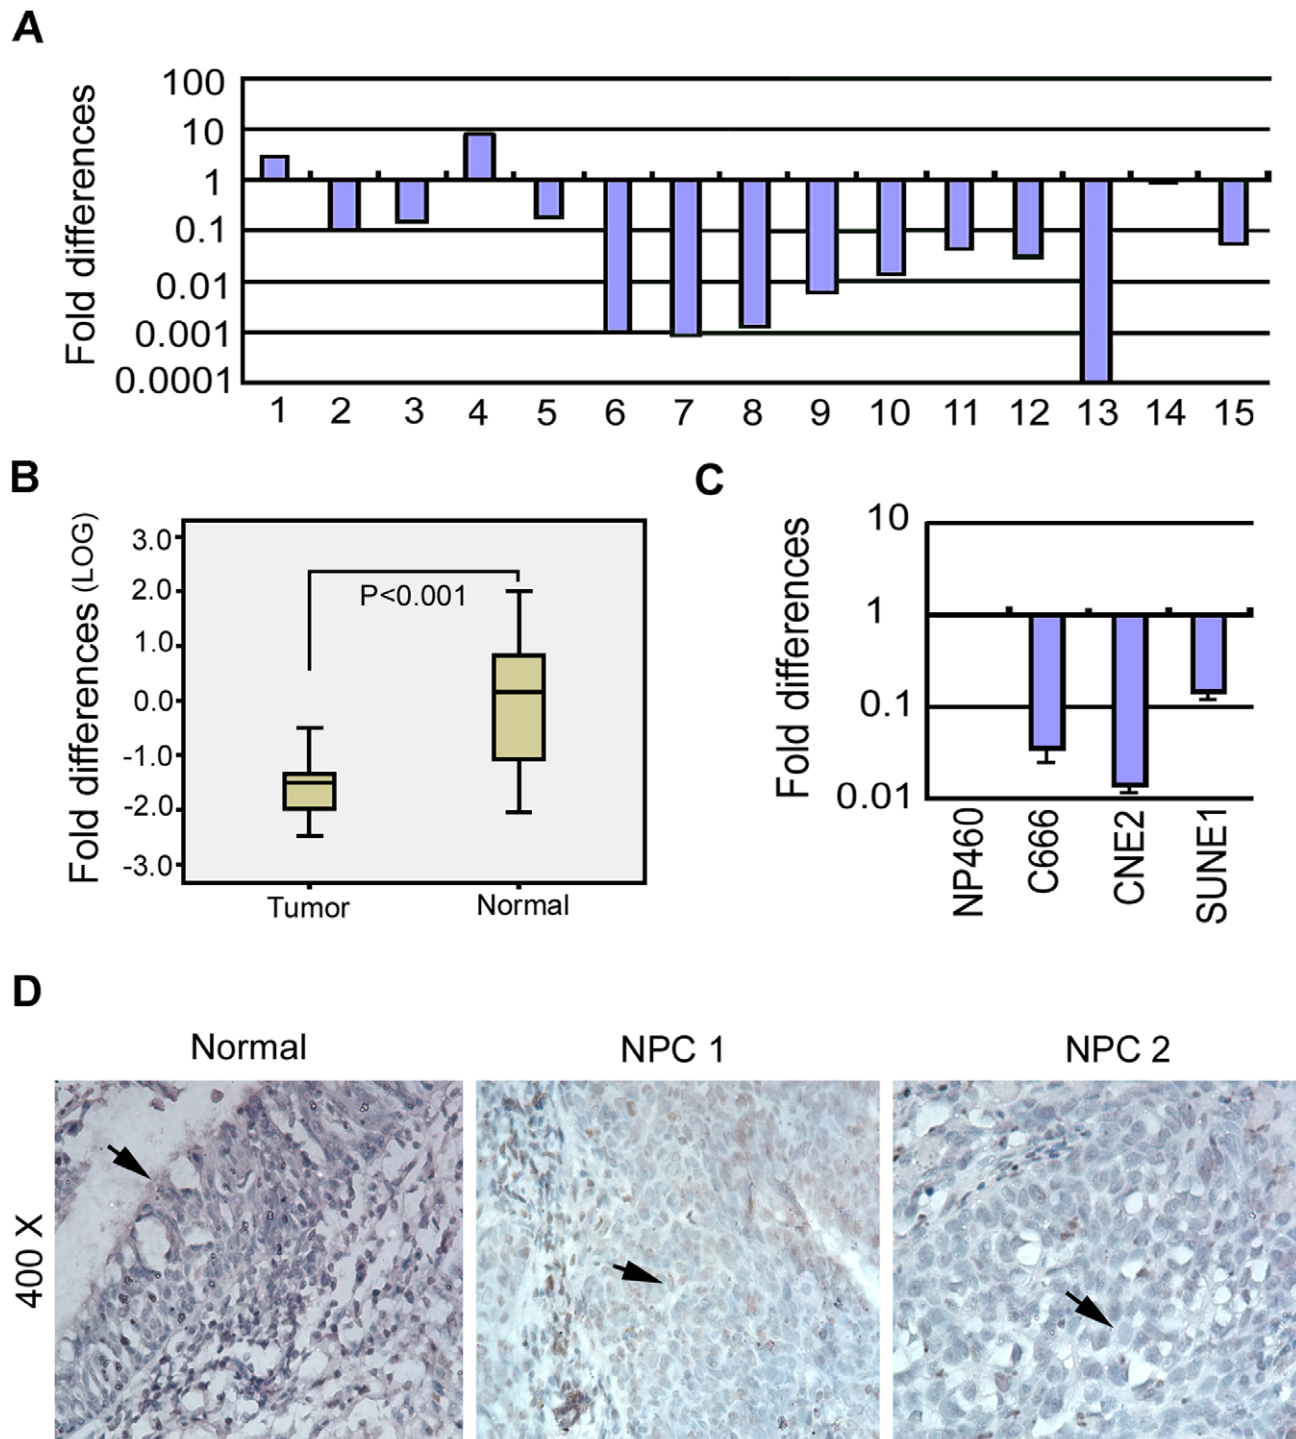 A
Fold differences
100
10
1
0.1
0.01
0.001
0.0001
1 2 3 4 5 6 7 8 9 10 11 12 13 14 15
B
Fold differences (LOG)
3.0
2.0
1.0
0.0
-1.0
-2.0
-3.0
P<0.001
Tumor Normal
C
Fold differences
10
1
0.1
0.01
NP460 C666 CNE2 SUNE1
D
Normal NPC 1 NPC 2
400 X